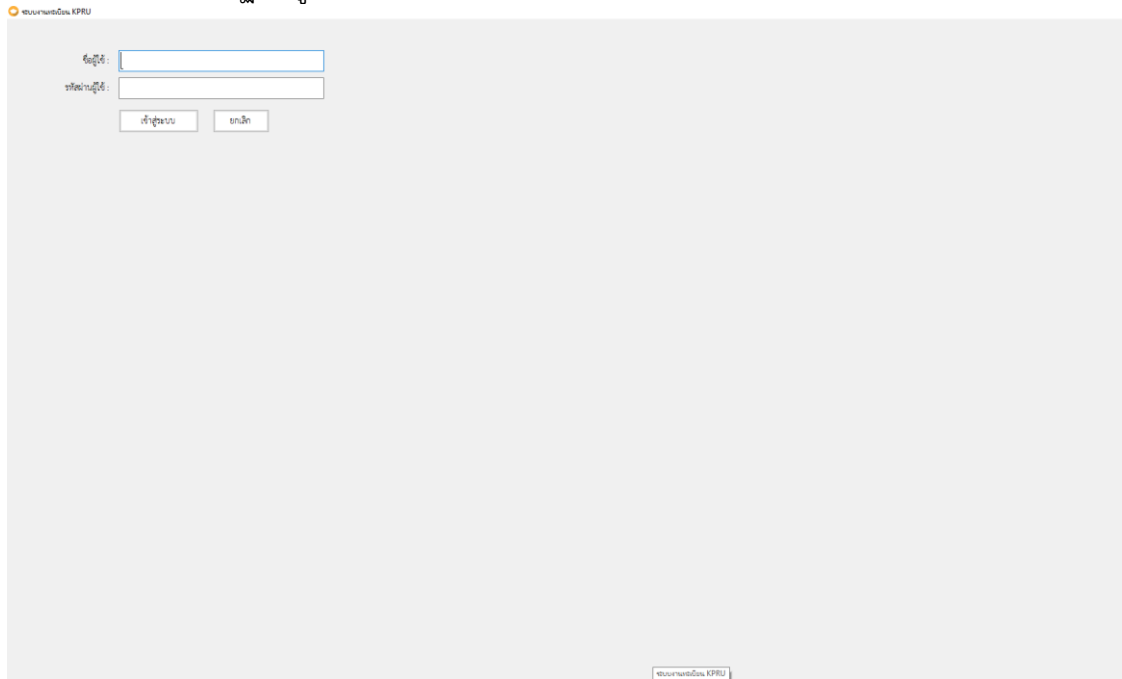 ระบบงานทะเบียน KPRU
ชื่อผู้ใช้ :
รหัสผ่านผู้ใช้ :
เข้าสู่ระบบ ยกเลิก
ระบบงานทะเบียน KPRU